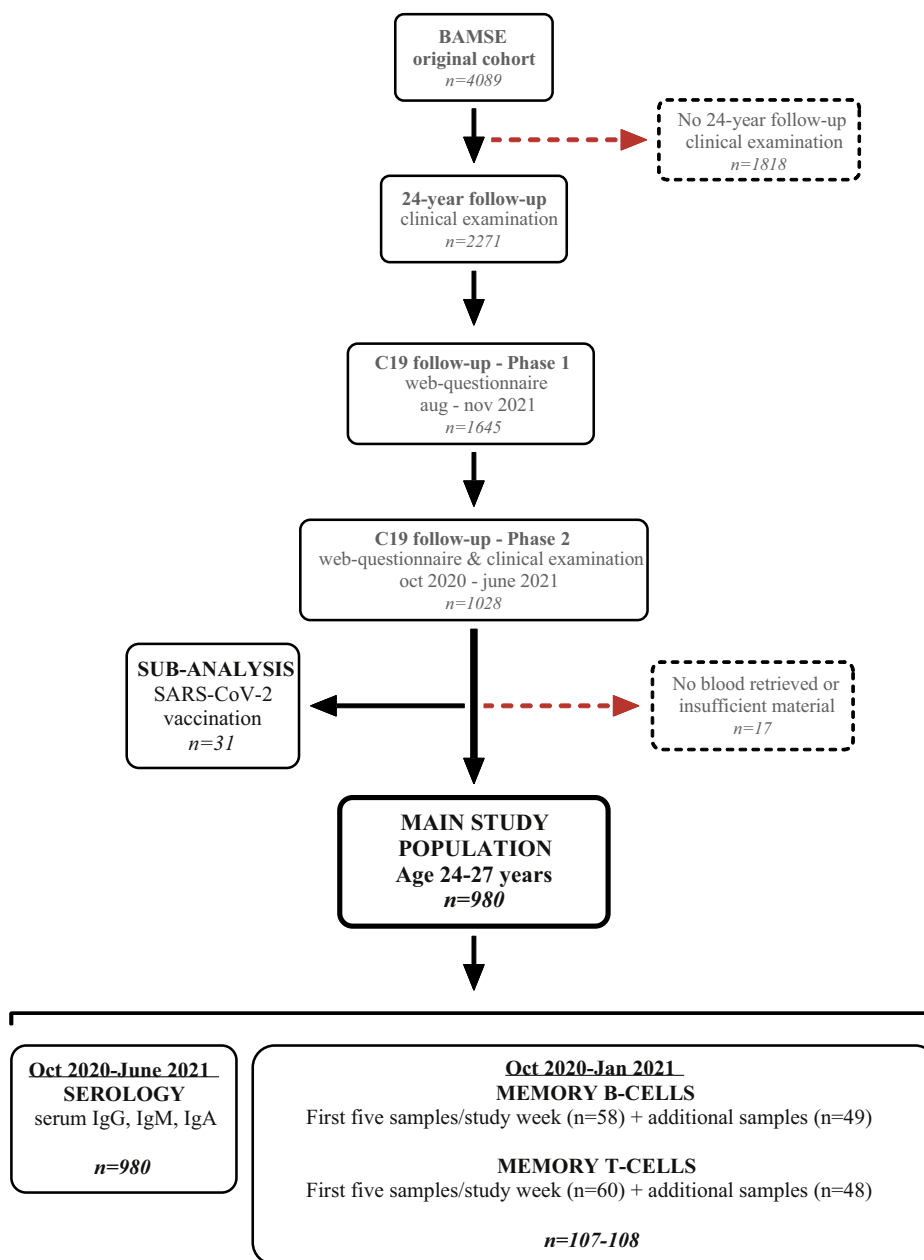 BAMSE
original cohort
n=4089
No 24-year follow-up
clinical examination
n=1818
24-year follow-up
clinical examination
n=2271
C19 follow-up - Phase 1
web-questionnaire
aug - nov 2021
n=1645
C19 follow-up - Phase 2
web-questionnaire & clinical examination
oct 2020 - june 2021
n=1028
SUB-ANALYSIS
SARS-CoV-2
vaccination
n=31
No blood retrieved or
insufficient material
n=17
MAIN STUDY
POPULATION
Age 24-27 years
n=980
Oct 2020-June 2021
SEROLOGY
serum IgG, IgM, IgA
n=980
Oct 2020-Jan 2021
MEMORY B-CELLS
First five samples/study week (n=58) + additional samples (n=49)
MEMORY T-CELLS
First five samples/study week (n=60) + additional samples (n=48)
n=107-108